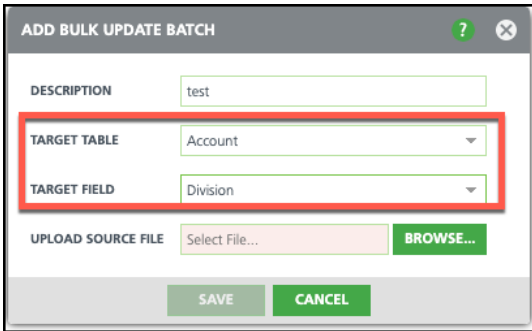 ADD BULK UPDATE BATCH ?
DESCRIPTION test
TARGET TABLE Account
TARGET FIELD Division
UPLOAD SOURCE FILE Select File... BROWSE...
SAVE CANCEL